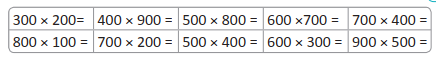 300 × 200= 400 × 900 = 500 × 800 = 600 ×700 = 700 × 400 =
800 × 100 = 700 × 200 = 500 × 400 = 600 × 300 = 900 × 500 =